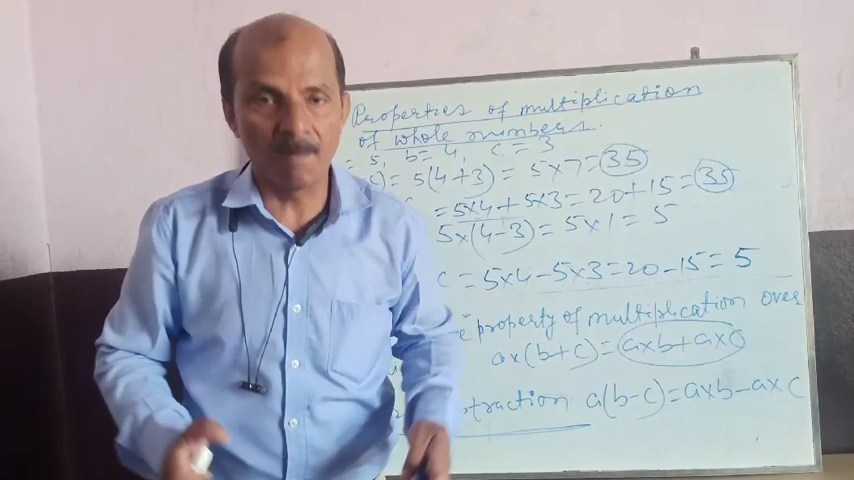 Properties of multiplication
of whole numbers.
= 5, b = 4, c = 3
c) = 5(4+3) = 5×7 = 35
= 5×4 + 5×3 = 20+15 = 35
5×(4-3) = 5×1 = 5
c = 5×4 - 5×3 = 20 - 15 = 5
e property of multiplication over
a×(b+c) = a×b + a×c
traction a(b-c) = a×b - a×c